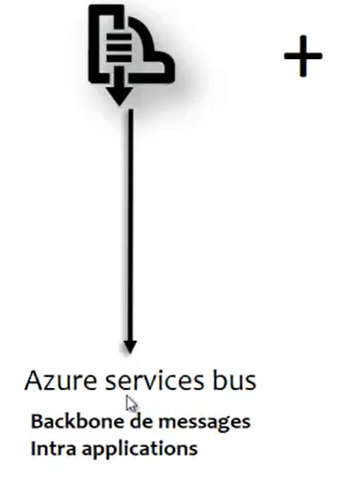 +
Azure services bus
Backbone de messages
Intra applications